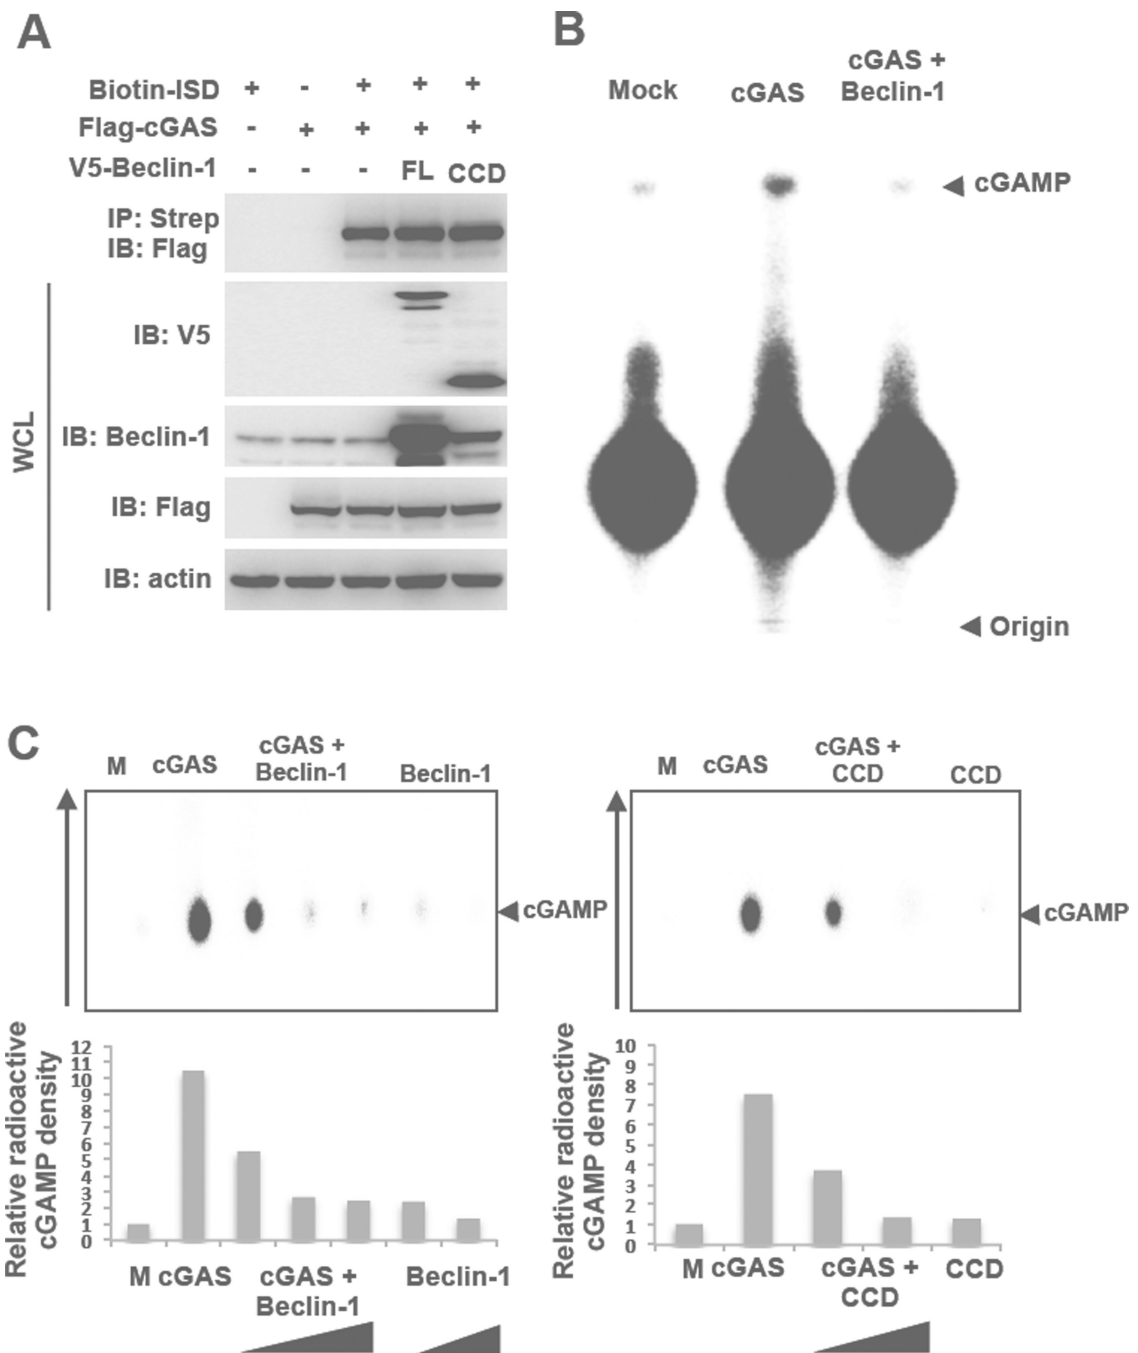 A
Biotin-ISD + - + + +
Flag-cGAS - + + + +
V5-Beclin-1 - - - FL CCD
IP: Strep
IB: Flag
IB: V5
IB: Beclin-1
IB: Flag
IB: actin
WCL
B
Mock cGAS cGAS +
Beclin-1
cGAMP
Origin
C
M cGAS cGAS +
Beclin-1 Beclin-1
cGAMP
Relative radioactive
cGAMP density
12
11
10
9
8
7
6
5
4
3
2
1
0
M cGAS cGAS +
Beclin-1 Beclin-1
M cGAS cGAS +
CCD CCD
cGAMP
Relative radioactive
cGAMP density
10
9
8
7
6
5
4
3
2
1
0
M cGAS cGAS + CCD
CCD